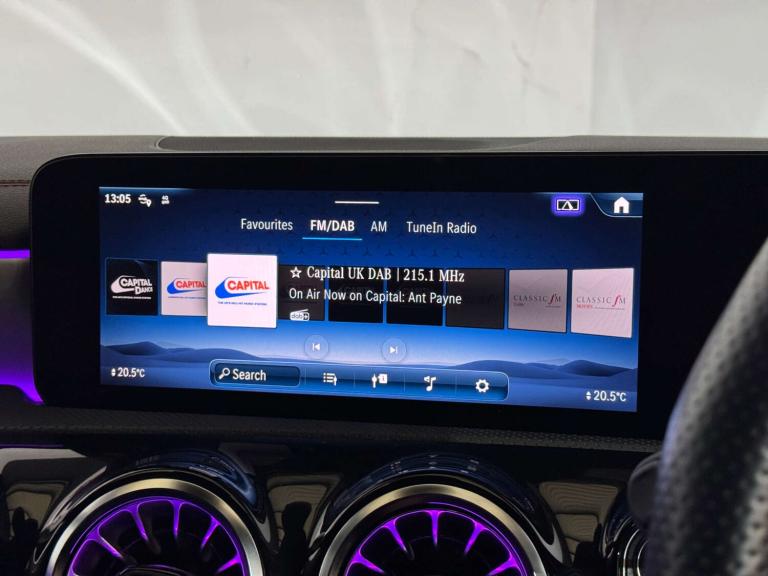 13:05
Favourites FM/DAB AM TuneIn Radio
CAPITAL DANCE
CAPITAL
CAPITAL
☆ Capital UK DAB | 215.1 MHz
On Air Now on Capital: Ant Payne
dab
CLASSIC fM
CLASSIC fM
20.5°C
Search
20.5°C